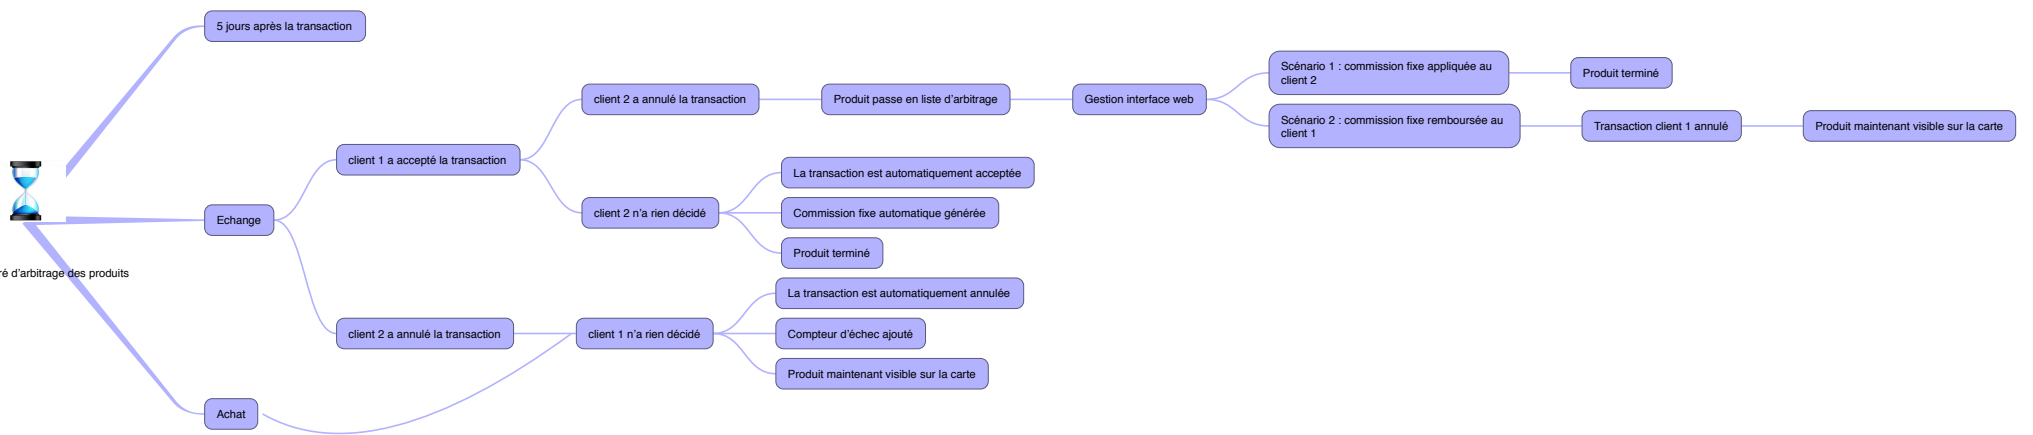 5 jours après la transaction
Echange
client 1 a accepté la transaction
client 2 a annulé la transaction
Produit passe en liste d'arbitrage
Gestion interface web
Scénario 1 : commission fixe appliquée au
client 2
Produit terminé
Scénario 2 : commission fixe remboursée au
client 1
Transaction client 1 annulé
Produit maintenant visible sur la carte
client 2 n'a rien décidé
La transaction est automatiquement acceptée
Commission fixe automatique générée
Produit terminé
client 2 a annulé la transaction
client 1 n'a rien décidé
La transaction est automatiquement annulée
Compteur d'échec ajouté
Produit maintenant visible sur la carte
d'arbitrage des produits
Achat